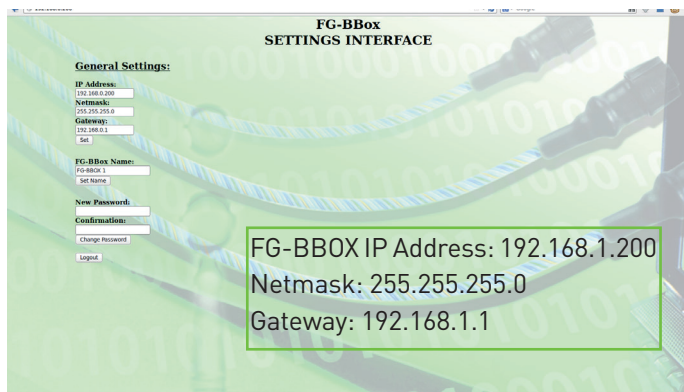 FG-BBox
SETTINGS INTERFACE
General Settings:
IP Address:
192.168.0.200
Netmask:
255.255.255.0
Gateway:
192.168.0.1
Set
FG-BBox Name:
FG-BBOX 1
Set Name
New Password:
Confirmation:
Change Password
Logout
FG-BBOX IP Address: 192.168.1.200
Netmask: 255.255.255.0
Gateway: 192.168.1.1